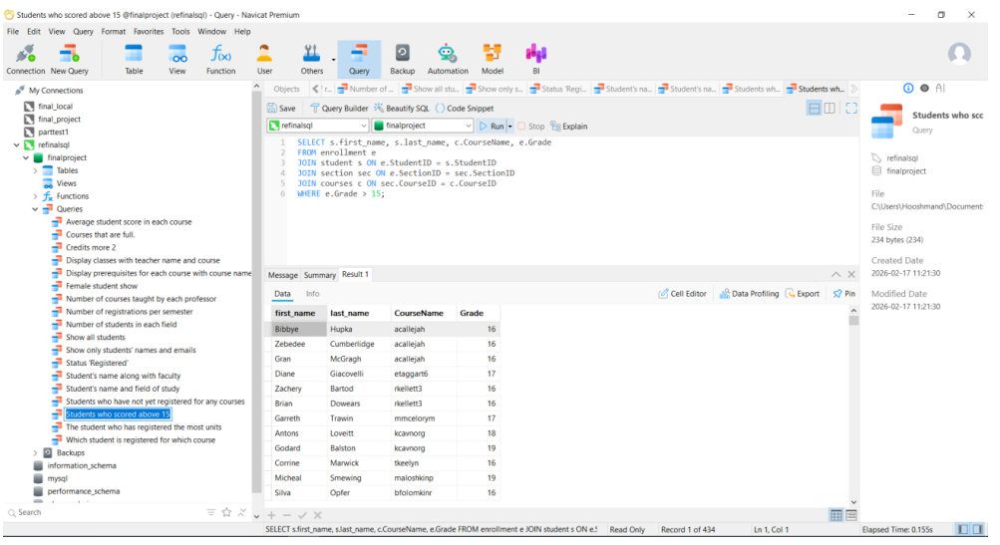 Students who scored above 15 @finalproject (refinalsql) - Query - Navicat Premium
File Edit View Query Format Favorites Tools Window Help
Connection New Query Table View Function User Others Query Backup Automation Model BI
My Connections
final_local
final_project
parttest1
refinalsql
finalproject
Tables
Views
Functions
Queries
Average student score in each course
Courses that are full.
Credits more 2
Display classes with teacher name and course
Display prerequisites for each course with course name
Female student show
Number of courses taught by each professor
Number of registrations per semester
Number of students in each field
Show all students
Show only students' names and emails
Status 'Registered'
Student's name along with faculty
Student's name and field of study
Students who have not yet registered for any courses
Students who scored above 15
The student who has registered the most units
Which student is registered for which course
Backups
information_schema
mysql
performance_schema
Search
Objects r... Number of ... Show all stu... Show only s... Status 'Regi... Student's na... Student's na... Students wh... Students wh...
Save Query Builder Beautify SQL () Code Snippet
refinalsql finalproject Run Stop Explain
1 SELECT s.first_name, s.last_name, c.CourseName, e.Grade
2 FROM enrollment e
3 JOIN student s ON e.StudentID = s.StudentID
4 JOIN section sec ON e.SectionID = sec.SectionID
5 JOIN courses c ON sec.CourseID = c.CourseID
6 WHERE e.Grade > 15;
Message Summary Result 1
Data Info Cell Editor Data Profiling Export Pin
first_name last_name CourseName Grade
Bibbye Hupka acallejah 16
Zebedee Cumberlidge acallejah 16
Gran McGragh acallejah 16
Diane Giacovelli etaggart6 17
Zachery Bartod rkellett3 16
Brian Dowears rkellett3 16
Garreth Trawin mmcelorym 17
Antons Loveitt kcavnorg 18
Godard Balston kcavnorg 19
Corrine Marwick tkeelyn 16
Micheal Smewing maloshkinp 19
Silva Opfer bfolomkinr 16
SELECT s.first_name, s.last_name, c.CourseName, e.Grade FROM enrollment e JOIN student s ON e.S Read Only Record 1 of 434 Ln 1, Col 1 Elapsed Time: 0.155s
AI
Students who scc
Query
refinalsql
finalproject
File
C:\Users\Hooshmand\Document:
File Size
234 bytes (234)
Created Date
2026-02-17 11:21:30
Modified Date
2026-02-17 11:21:30